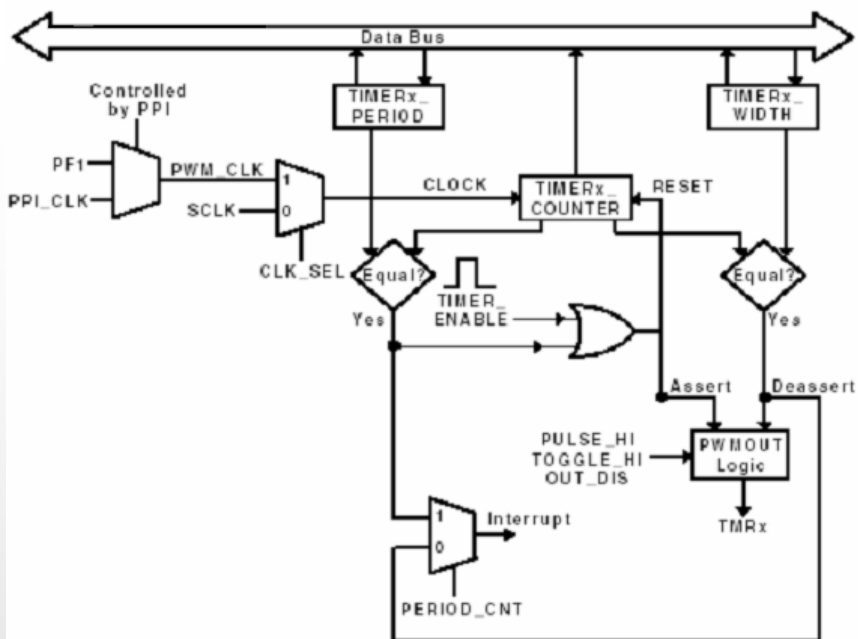 Data Bus
Controlled
by PPI
TIMERx_
PERIOD
TIMERx_
WIDTH
PF1
PWM_CLK
1
PPI_CLK
SCLK
0
CLOCK
TIMERx_
COUNTER
RESET
CLK_SEL
Equal?
Equal?
TIMER_
ENABLE
Yes
Yes
Assert
Deassert
PULSE_HI
TOGGLE_HI
OUT_DIS
PWMOUT
Logic
1
Interrupt
0
TMRx
PERIOD_CNT